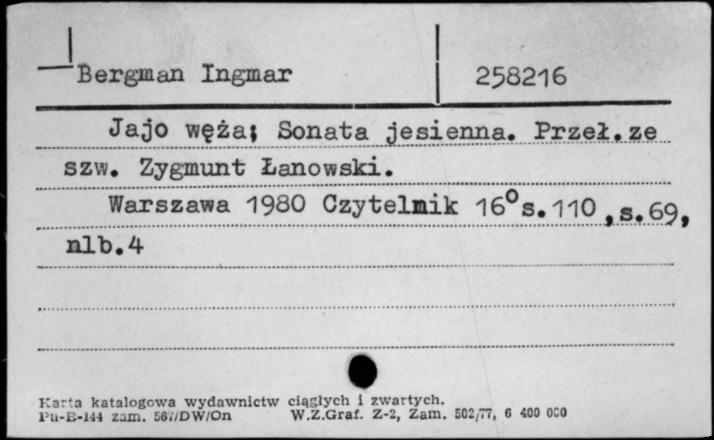 Bergman Ingmar 258216
Jajo węża; Sonata jesienna. Przeł.ze
szw. Zygmunt Łanowski.
Warszawa 1980 Czytelnik 16° s.110,s.69,
nlb.4
Karta katalogowa wydawnictw ciągłych i zwartych.
Pu-B-144 zam. 567/DW/On W.Z.Graf. Z-2, Zam. 502/77, 6 400 000